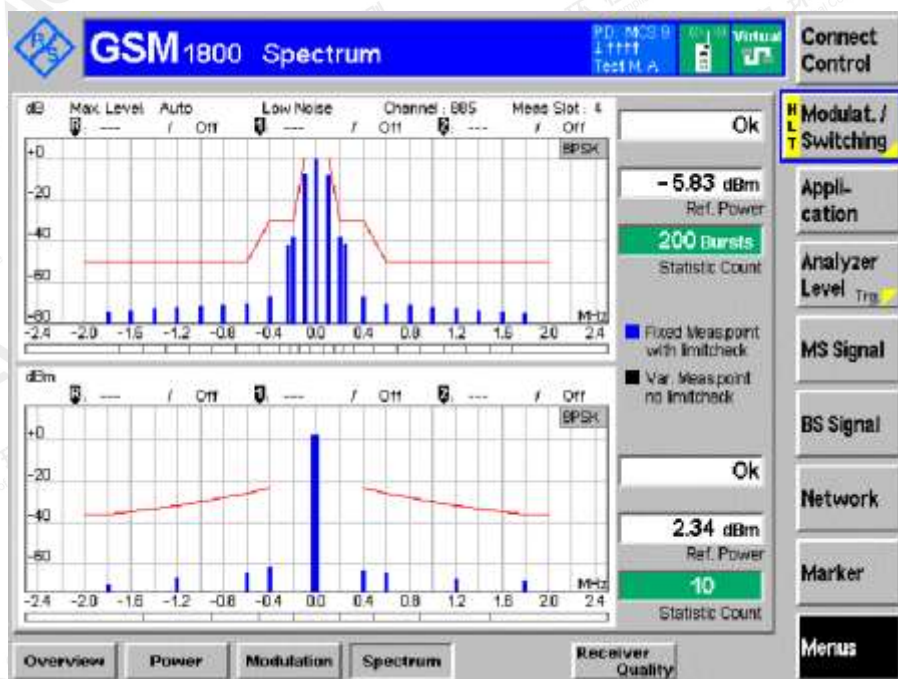 R&S
GSM 1800 Spectrum
PD: MCS 9
Test M. A
Virtual
Connect Control
dB Max. Level Auto Low Noise Channel : 885 Meas Slot : 4
--- / Off --- / Off --- / Off
8PSK
+0
-20
-40
-60
-80
MHz
-2.4 -2.0 -1.6 -1.2 -0.8 -0.4 0.0 0.4 0.8 1.2 1.6 2.0 2.4
Ok
-5.83 dBm
Ref. Power
200 Bursts
Statistic Count
Fixed Meas.point
with limitcheck
Var. Meas.point
no limitcheck
dBm
--- / Off --- / Off --- / Off
8PSK
+0
-20
-40
-60
MHz
-2.4 -2.0 -1.6 -1.2 -0.8 -0.4 0.0 0.4 0.8 1.2 1.6 2.0 2.4
Ok
2.34 dBm
Ref. Power
10
Statistic Count
HLT
Modulat. /
Switching
Appli-
cation
Analyzer
Level Trg.
MS Signal
BS Signal
Network
Marker
Menus
Overview
Power
Modulation
Spectrum
Receiver
Quality